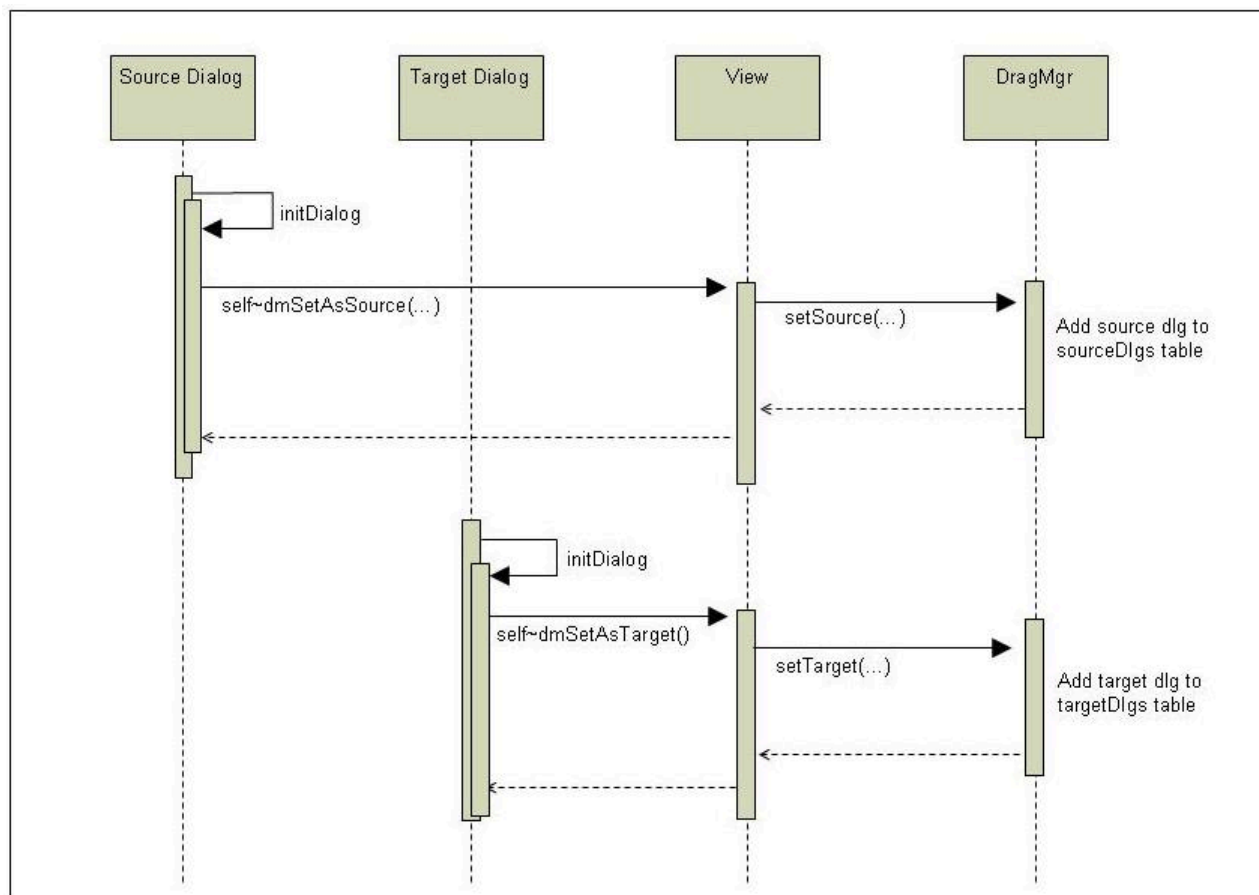 Source Dialog
Target Dialog
View
DragMgr
initDialog
self~dmSetAsSource(...)
setSource(...)
Add source dlg to
sourceDlgs table
initDialog
self~dmSetAsTarget()
setTarget(...)
Add target dlg to
targetDlgs table